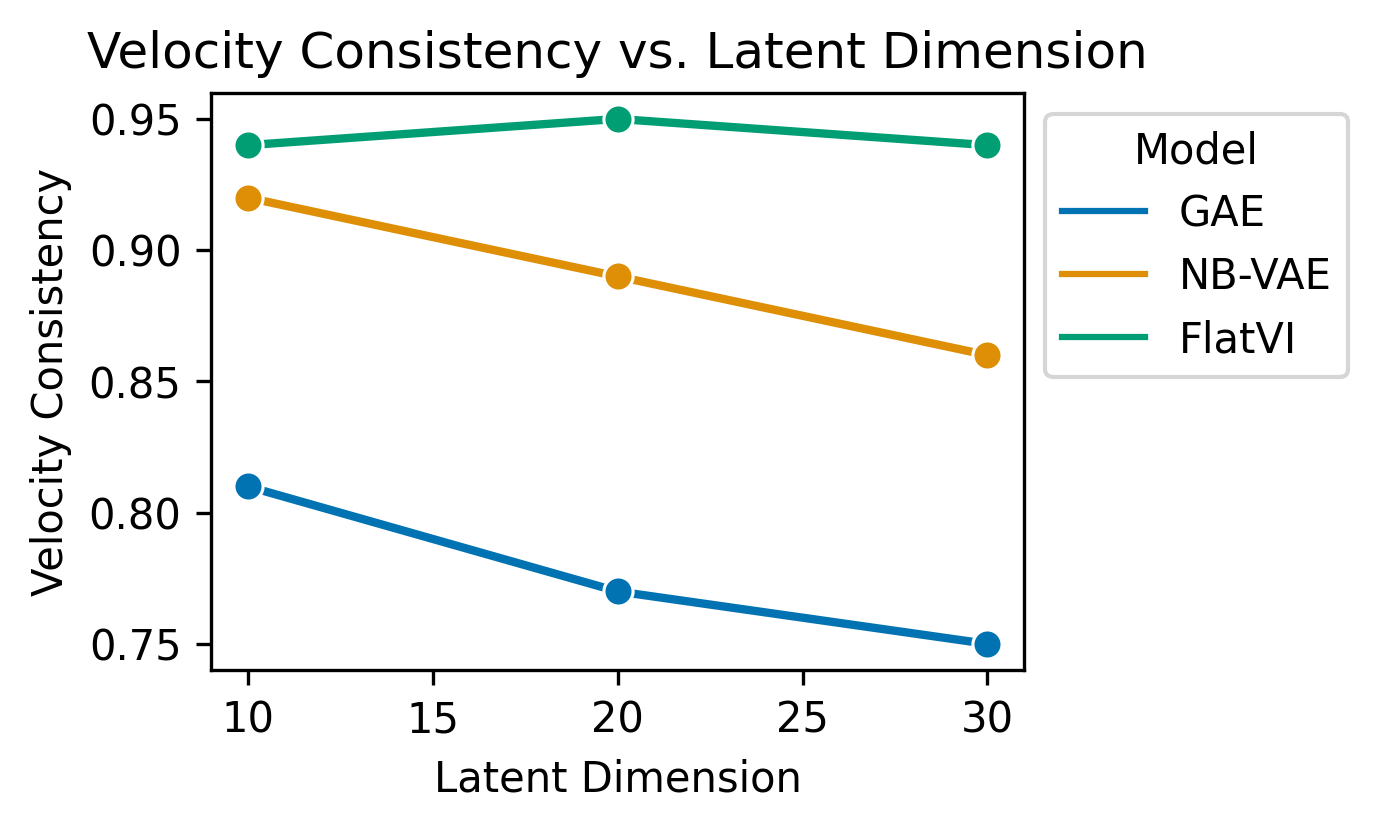 Velocity Consistency vs. Latent Dimension
Velocity Consistency
0.95
0.90
0.85
0.80
0.75
10 15 20 25 30
Latent Dimension
Model
GAE
NB-VAE
FlatVI